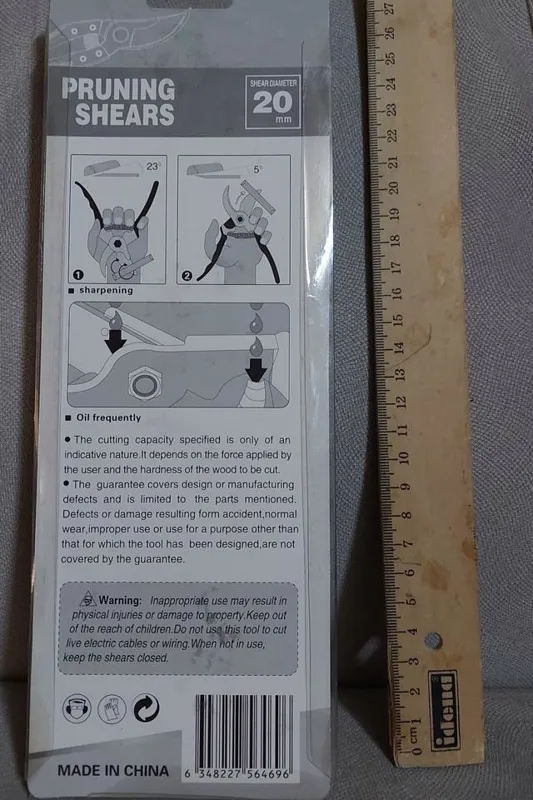 PRUNING
SHEARS
SHEAR DIAMETER
20
mm
23°
5°
1
2
■ sharpening
■ Oil frequently
● The cutting capacity specified is only of an
indicative nature.It depends on the force applied by
the user and the hardness of the wood to be cut.
● The guarantee covers design or manufacturing
defects and is limited to the parts mentioned.
Defects or damage resulting form accident,normal
wear,improper use or use for a purpose other than
that for which the tool has been designed,are not
covered by the guarantee.
Warning: Inappropriate use may result in
physical injuries or damage to property.Keep out
of the reach of children.Do not use this tool to cut
live electric cables or wiring.When not in use,
keep the shears closed.
MADE IN CHINA
6 348227 564696
27
26
25
24
23
22
21
20
19
18
17
16
15
14
13
12
11
10
9
8
7
6
5
4
3
2
1
0 cm
idena